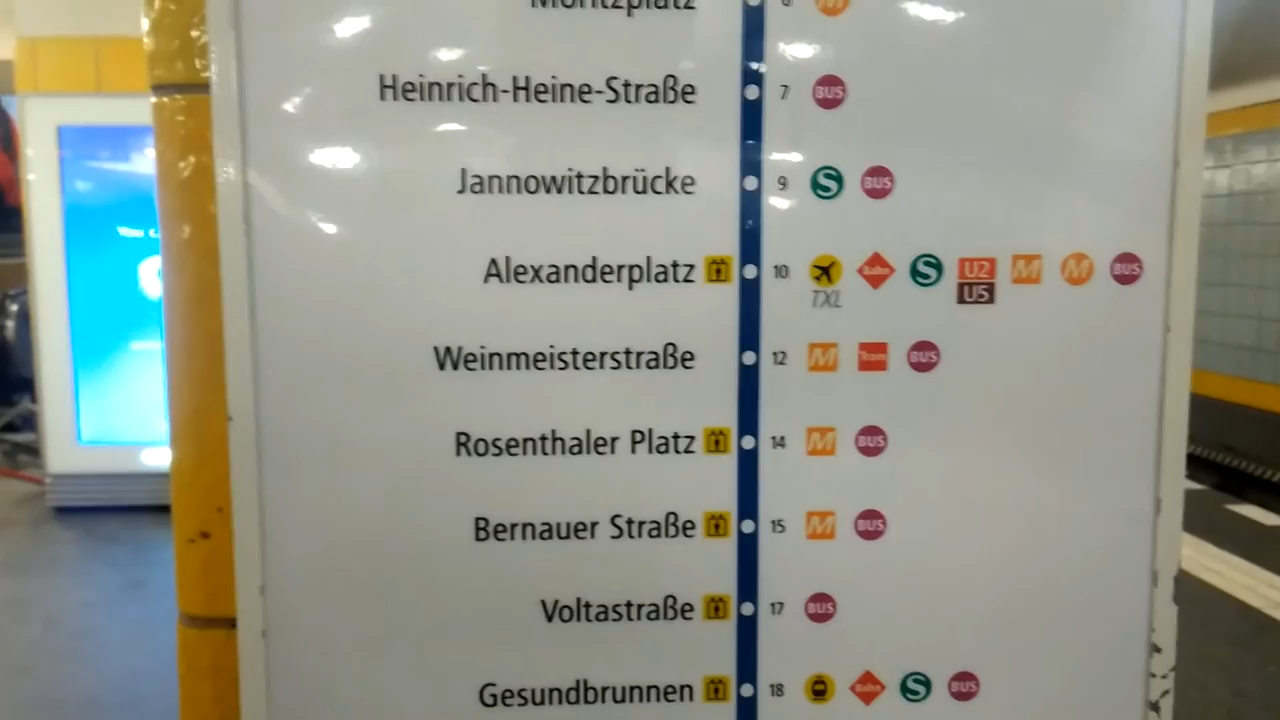 Moritzplatz 6 M
Heinrich-Heine-Straße 7 BUS
Jannowitzbrücke 9 S BUS
Alexanderplatz 10 Bahn S U2 M M BUS
TXL U5
Weinmeisterstraße 12 M Tram BUS
Rosenthaler Platz 14 M BUS
Bernauer Straße 15 M BUS
Voltastraße 17 BUS
Gesundbrunnen 18 Bahn S BUS